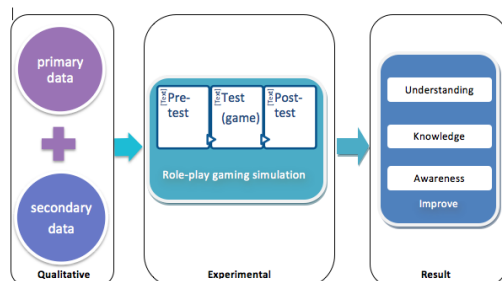 primary
data
secondary
data
Qualitative
[Text]
Pre-
test
[Text]
Test
(game)
[Text]
Post-
test
Role-play gaming simulation
Experimental
Understanding
Knowledge
Awareness
Improve
Result